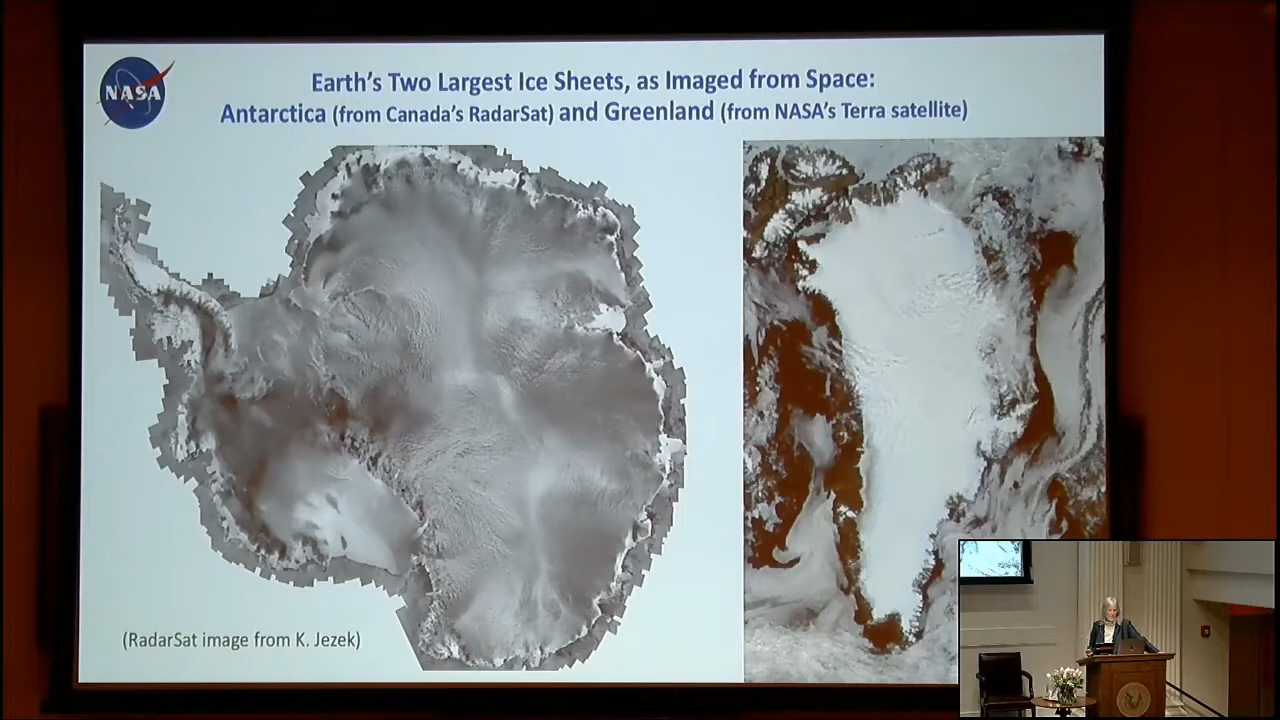 NASA
Earth's Two Largest Ice Sheets, as Imaged from Space:
Antarctica (from Canada's RadarSat) and Greenland (from NASA's Terra satellite)
(RadarSat image from K. Jezek)